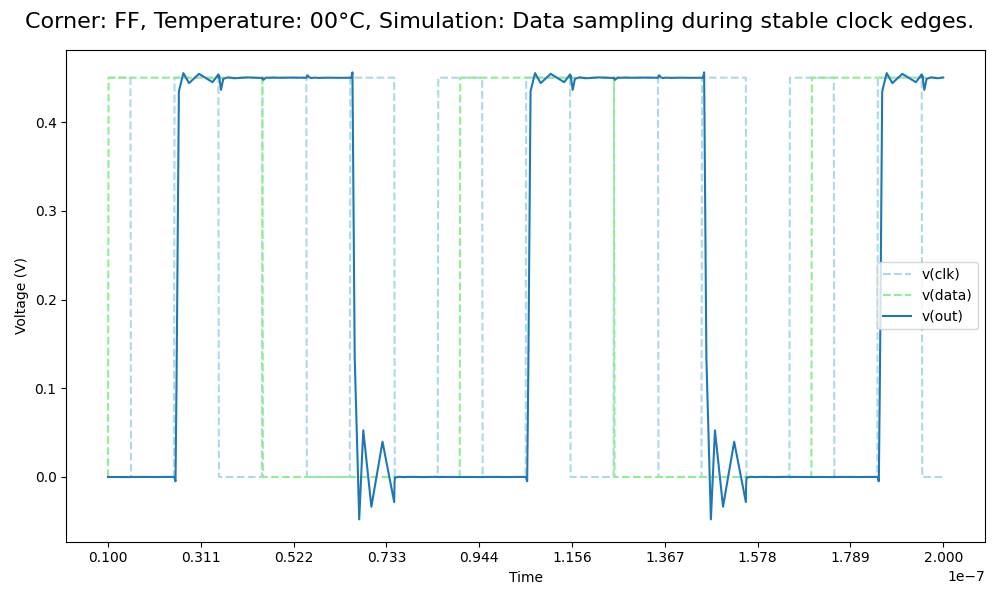 Corner: FF, Temperature: 00°C, Simulation: Data sampling during stable clock edges.
Voltage (V)
0.4
0.3
0.2
0.1
0.0
v(clk)
v(data)
v(out)
0.100 0.311 0.522 0.733 0.944 1.156 1.367 1.578 1.789 2.000
Time
1e−7